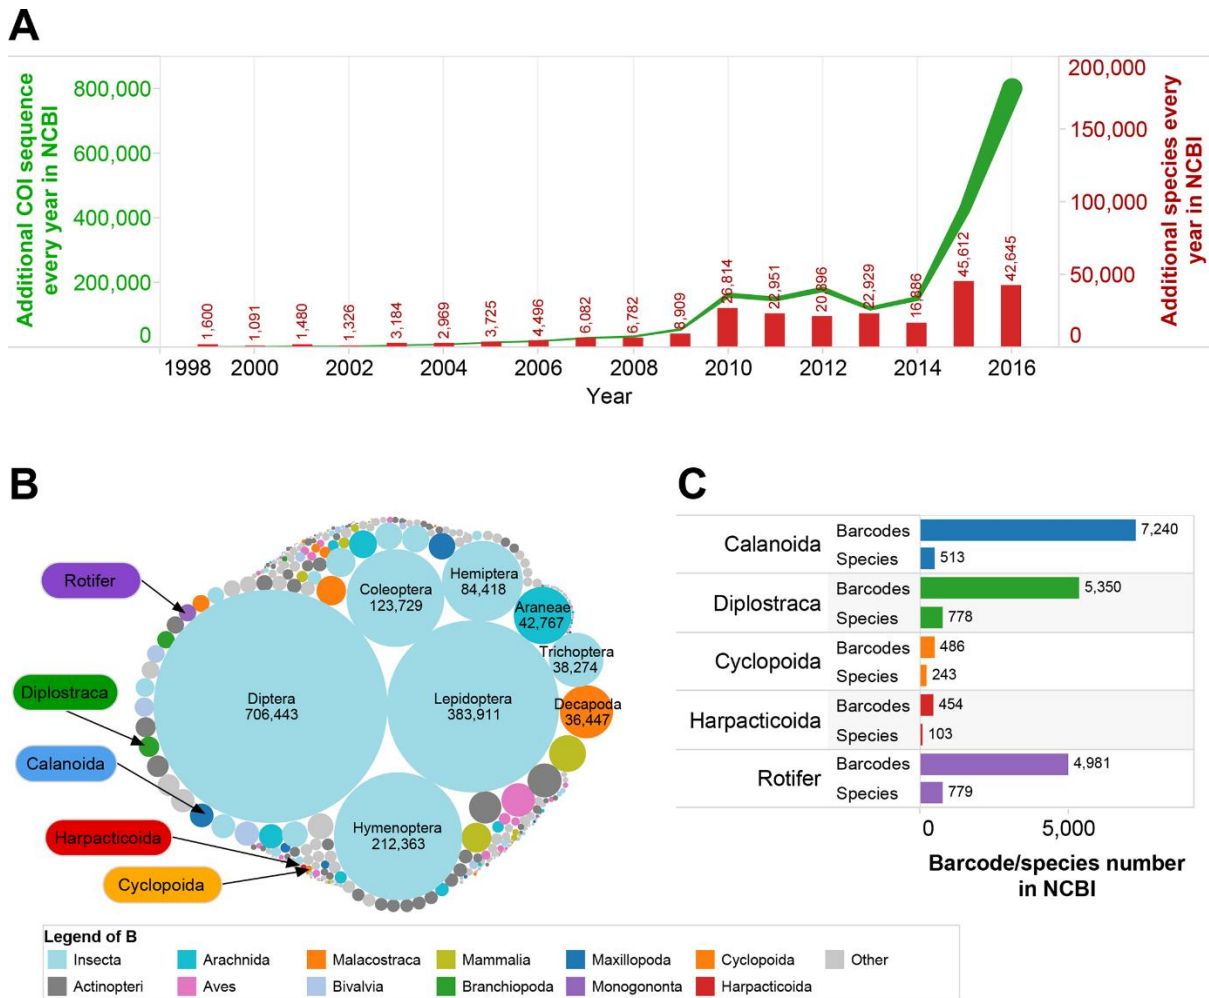 A
Additional COI sequence
every year in NCBI
800,000
600,000
400,000
200,000
0
200,000
150,000
100,000
50,000
0
Additional species every
year in NCBI
1,600
1,091
1,480
1,326
3,184
2,969
3,725
4,496
6,082
6,782
8,909
26,814
22,951
20,896
22,929
16,886
45,612
42,645
1998 2000 2002 2004 2006 2008 2010 2012 2014 2016
Year
B
Rotifer
Diplostraca
Calanoida
Harpacticoida
Cyclopoida
Coleoptera
123,729
Hemiptera
84,418
Araneae
42,767
Trichoptera
38,274
Decapoda
36,447
Diptera
706,443
Lepidoptera
383,911
Hymenoptera
212,363
Legend of B
Insecta Arachnida Malacostraca Mammalia Maxillopoda Cyclopoida Other
Actinopteri Aves Bivalvia Branchiopoda Monogononta Harpacticoida
C
Calanoida
Barcodes 7,240
Species 513
Diplostraca
Barcodes 5,350
Species 778
Cyclopoida
Barcodes 486
Species 243
Harpacticoida
Barcodes 454
Species 103
Rotifer
Barcodes 4,981
Species 779
0 5,000
Barcode/species number
in NCBI